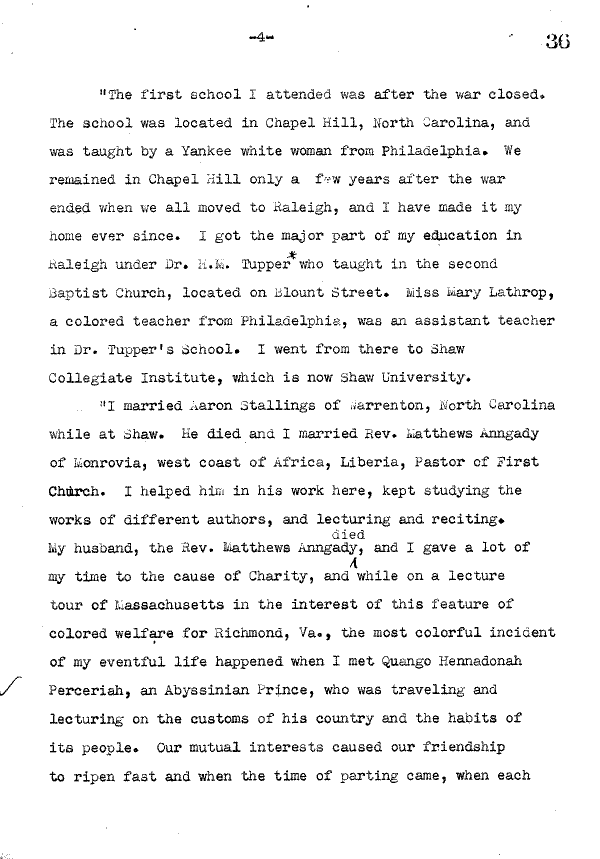 -4-
36
"The first school I attended was after the war closed.
The school was located in Chapel Hill, North Carolina, and
was taught by a Yankee white woman from Philadelphia. We
remained in Chapel Hill only a few years after the war
ended when we all moved to Raleigh, and I have made it my
home ever since. I got the major part of my education in
Raleigh under Dr. H.M. Tupper* who taught in the second
Baptist Church, located on Blount Street. Miss Mary Lathrop,
a colored teacher from Philadelphia, was an assistant teacher
in Dr. Tupper's School. I went from there to Shaw
Collegiate Institute, which is now Shaw University.
"I married Aaron Stallings of Warrenton, North Carolina
while at Shaw. He died and I married Rev. Matthews Anngady
of Monrovia, west coast of Africa, Liberia, Pastor of First
Church. I helped him in his work here, kept studying the
works of different authors, and lecturing and reciting.
died
My husband, the Rev. Matthews Anngady, and I gave a lot of
my time to the cause of Charity, and while on a lecture
tour of Massachusetts in the interest of this feature of
colored welfare for Richmond, Va., the most colorful incident
of my eventful life happened when I met Quango Hennadonah
Perceriah, an Abyssinian Prince, who was traveling and
lecturing on the customs of his country and the habits of
its people. Our mutual interests caused our friendship
to ripen fast and when the time of parting came, when each